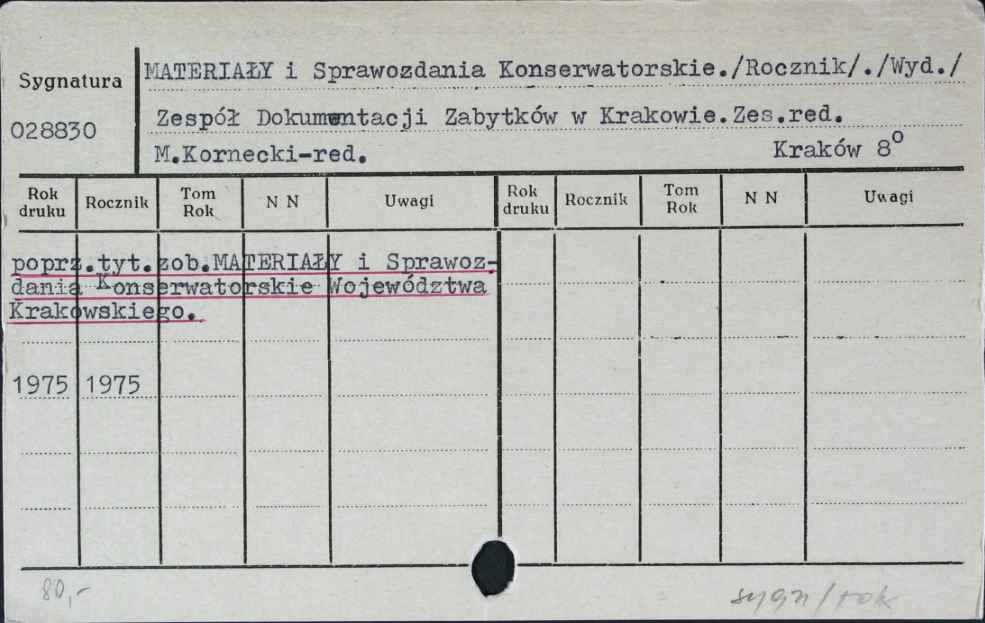 MATERIAŁY i Sprawozdania Konserwatorskie./Rocznik/./Wyd./
Sygnatura
028830
Zespół Dokumentacji Zabytków w Krakowie.Zes.red.
M.Kornecki-red. Kraków 8⁰
Rok druku Rocznik Tom Rok N N Uwagi Rok druku Rocznik Tom Rok N N Uwagi
poprz.tyt.zob.MATERIAŁY i Sprawoz-
dania Konserwatorskie Województwa
Krakowskiego.
1975 1975
80,-
sygn/rok